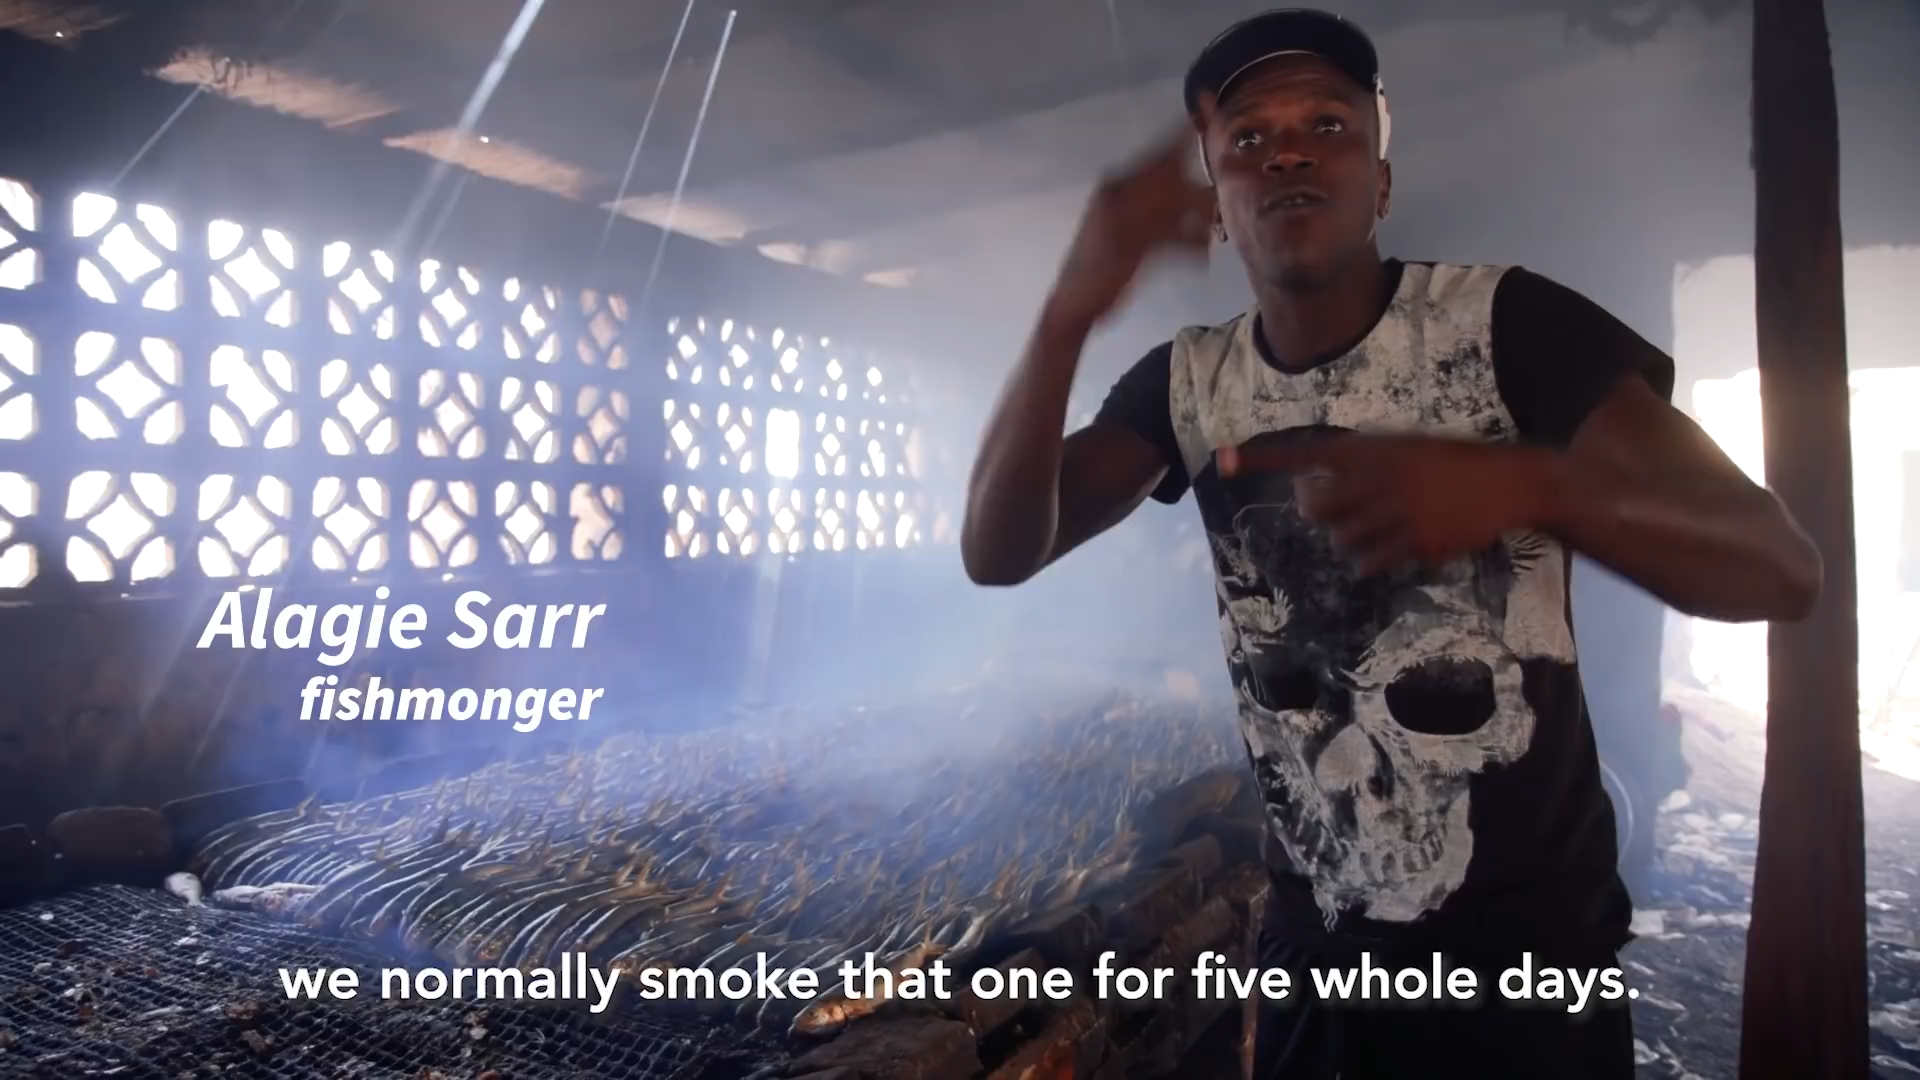 Alagie Sarr
fishmonger
we normally smoke that one for five whole days.